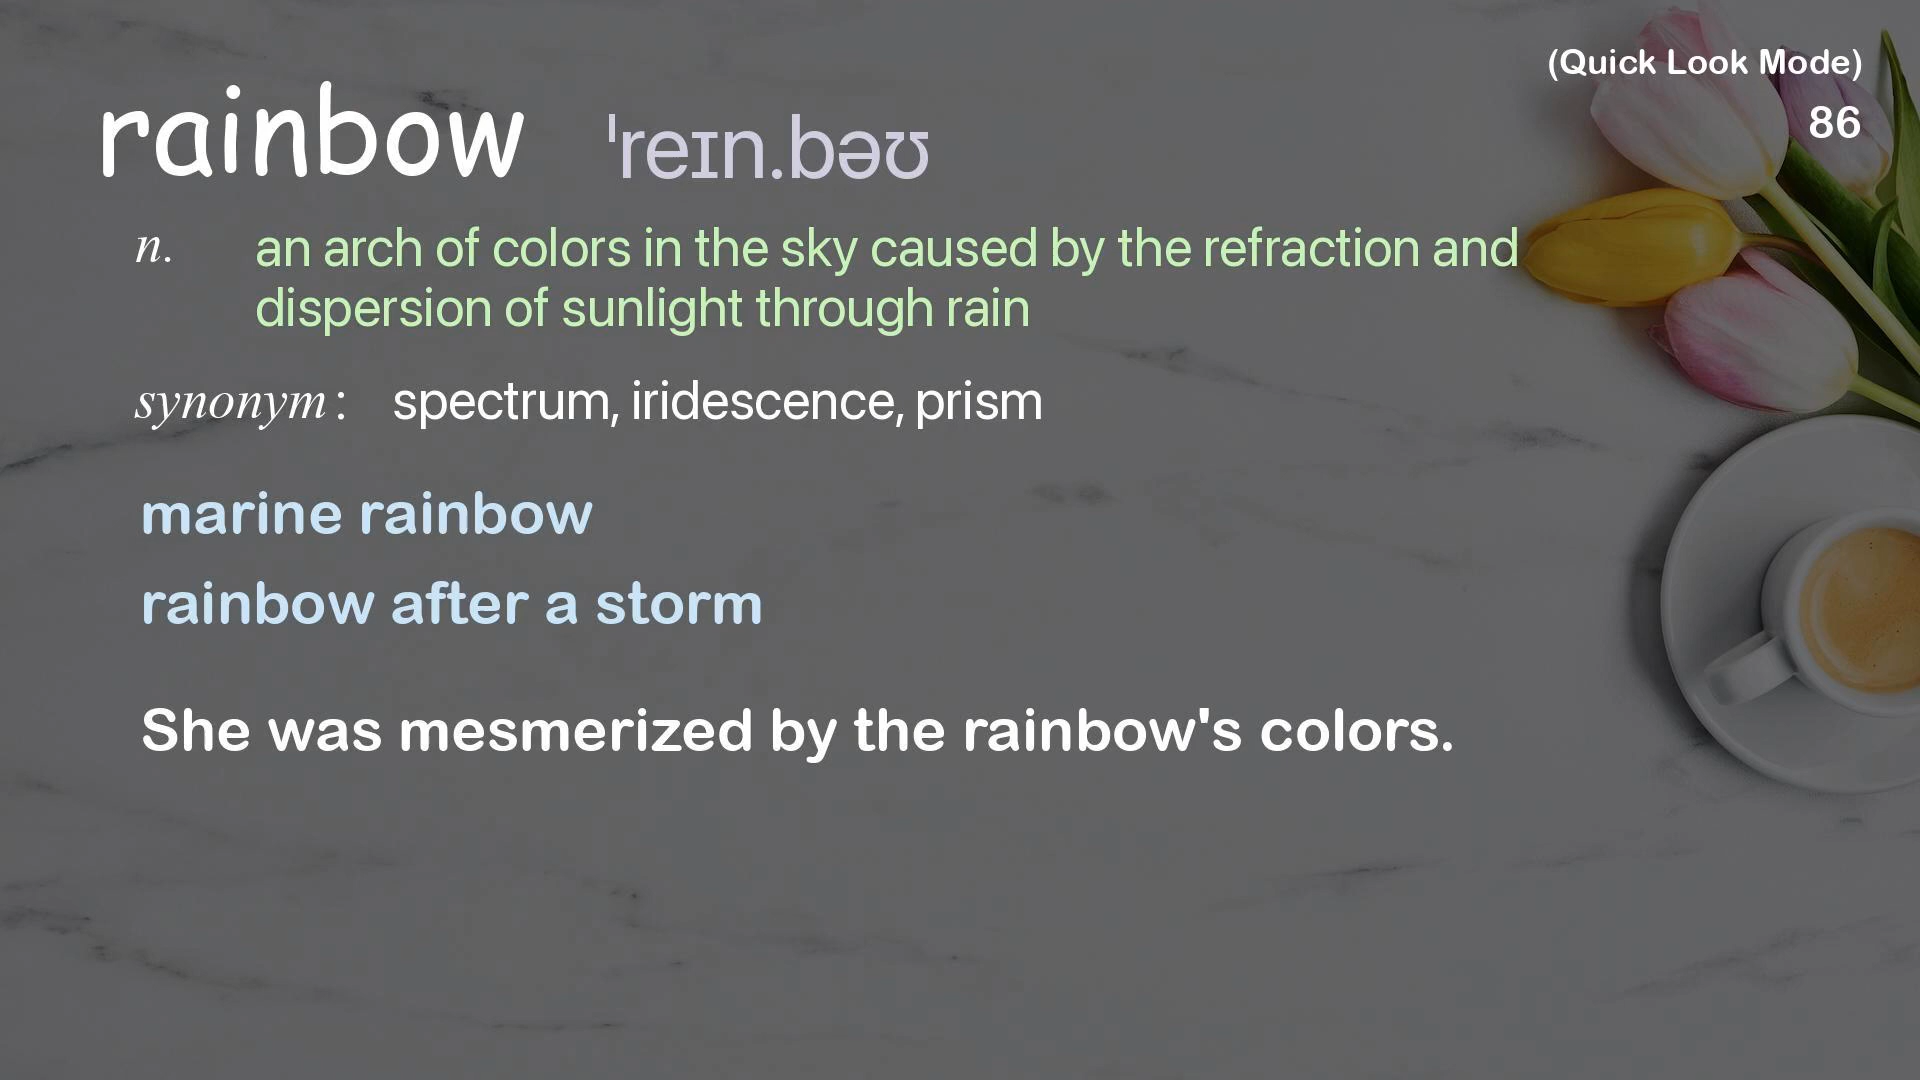 (Quick Look Mode)
86
rainbow ˈreɪn.bəʊ
n. an arch of colors in the sky caused by the refraction and
dispersion of sunlight through rain
synonym : spectrum, iridescence, prism
marine rainbow
rainbow after a storm
She was mesmerized by the rainbow's colors.